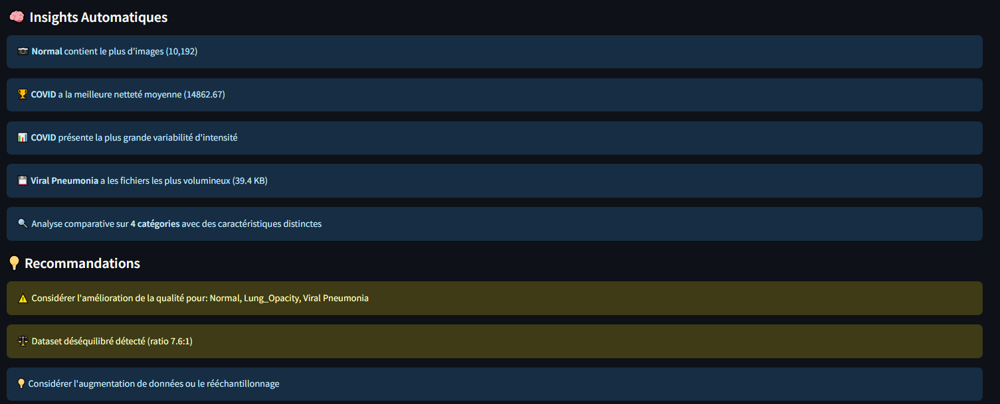 Insights Automatiques
Normal contient le plus d'images (10,192)
COVID a la meilleure netteté moyenne (14862.67)
COVID présente la plus grande variabilité d'intensité
Viral Pneumonia a les fichiers les plus volumineux (39.4 KB)
Analyse comparative sur 4 catégories avec des caractéristiques distinctes
Recommandations
Considérer l'amélioration de la qualité pour: Normal, Lung_Opacity, Viral Pneumonia
Dataset déséquilibré détecté (ratio 7.6:1)
Considérer l'augmentation de données ou le rééchantillonnage